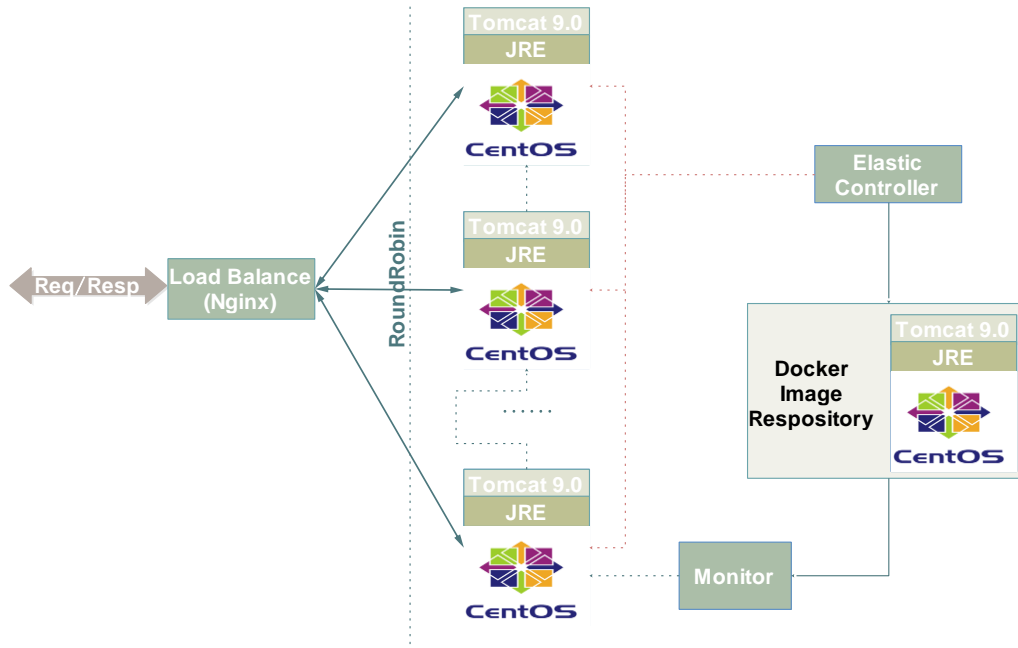 Tomcat 9.0
JRE
CentOS
Elastic
Controller
Tomcat 9.0
JRE
CentOS
RoundRobin
Req/Resp
Load Balance
(Nginx)
Tomcat 9.0
JRE
CentOS
Docker
Image
Respository
......
Tomcat 9.0
JRE
CentOS
Monitor